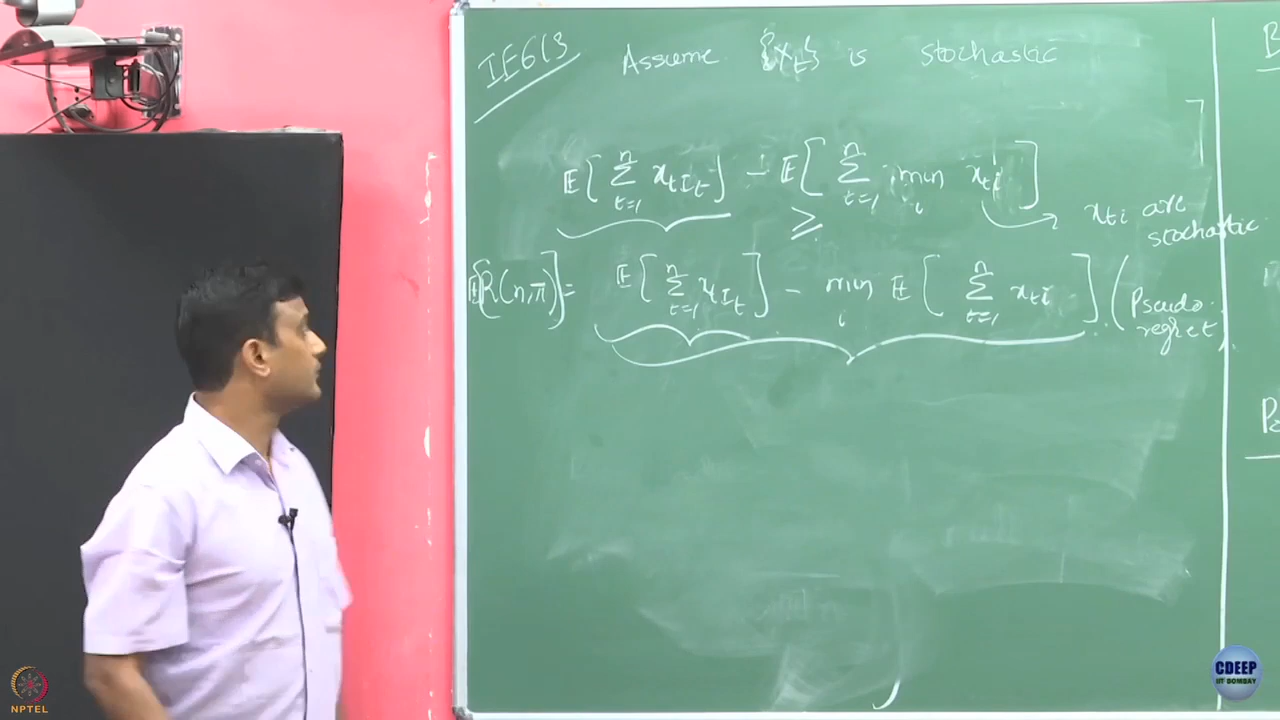 IE613 Assume {X_t} is stochastic
E[ Σ_{t=1}^{n} x_{tI_t} ] - E[ Σ_{t=1}^{n} min_i x_{ti} ]
x_{ti} are
stochastic
≥
E[R(n,π)] = E[ Σ_{t=1}^{n} x_{I_t} ] - min_i E[ Σ_{t=1}^{n} x_{ti} ] (Pseudo
regret)
NPTEL
CDEEP
IIT BOMBAY